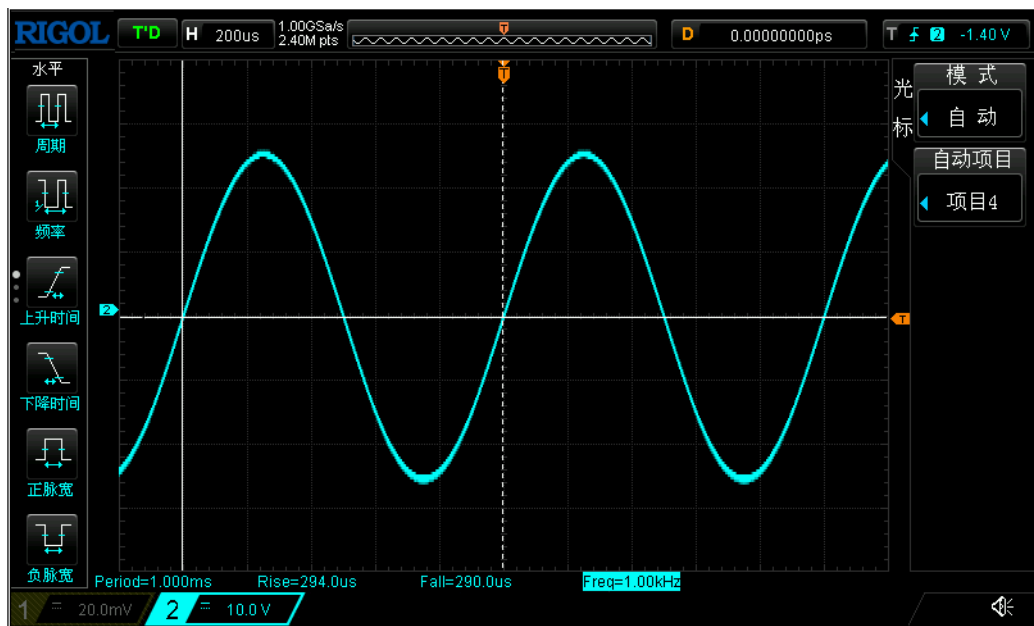 RIGOL T'D H 200us 1.00GSa/s 2.40M pts D 0.00000000ps T 2 -1.40 V
水平
周期
频率
上升时间
下降时间
正脉宽
负脉宽
T
T
2
T
Period=1.000ms Rise=294.0us Fall=290.0us Freq=1.00kHz
光标
模式
自动
自动项目
项目4
1 20.0mV 2 10.0 V